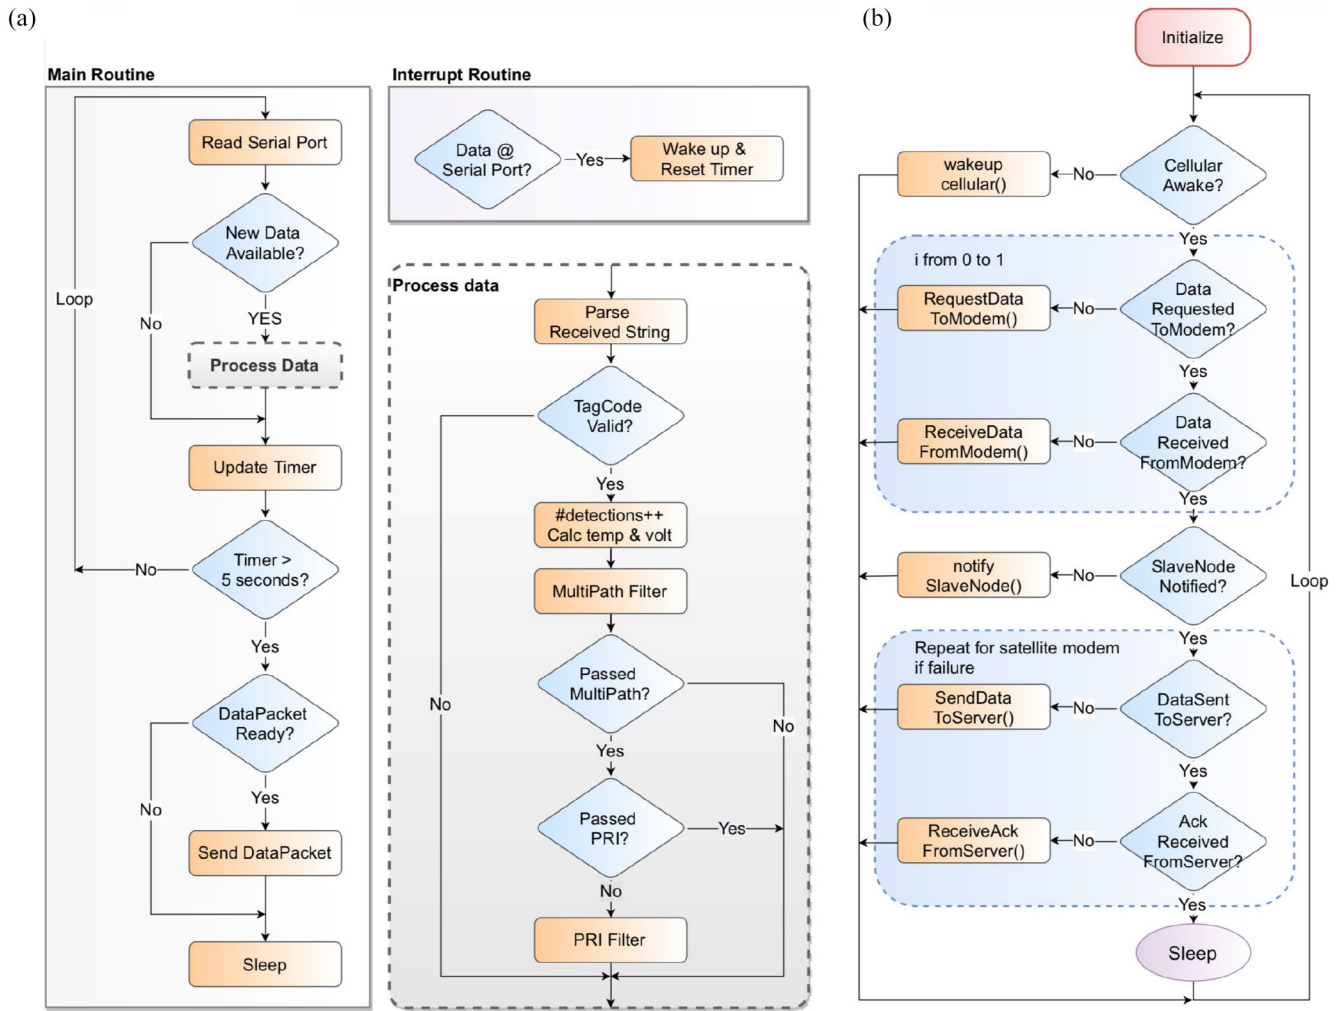 (a)
Main Routine
Read Serial Port
New Data
Available?
Loop
No
YES
Process Data
Update Timer
Timer >
5 seconds?
No
Yes
DataPacket
Ready?
No
Yes
Send DataPacket
Sleep
Interrupt Routine
Data @
Serial Port?
Yes
Wake up &
Reset Timer
Process data
Parse
Received String
TagCode
Valid?
Yes
#detections++
Calc temp & volt
MultiPath Filter
Passed
MultiPath?
No
No
Yes
Passed
PRI?
Yes
No
PRI Filter
(b)
Initialize
wakeup
cellular()
No
Cellular
Awake?
Yes
i from 0 to 1
RequestData
ToModem()
No
Data
Requested
ToModem?
Yes
ReceiveData
FromModem()
No
Data
Received
FromModem?
Yes
notify
SlaveNode()
No
SlaveNode
Notified?
Loop
Yes
Repeat for satellite modem
if failure
SendData
ToServer()
No
DataSent
ToServer?
Yes
ReceiveAck
FromServer()
No
Ack
Received
FromServer?
Yes
Sleep